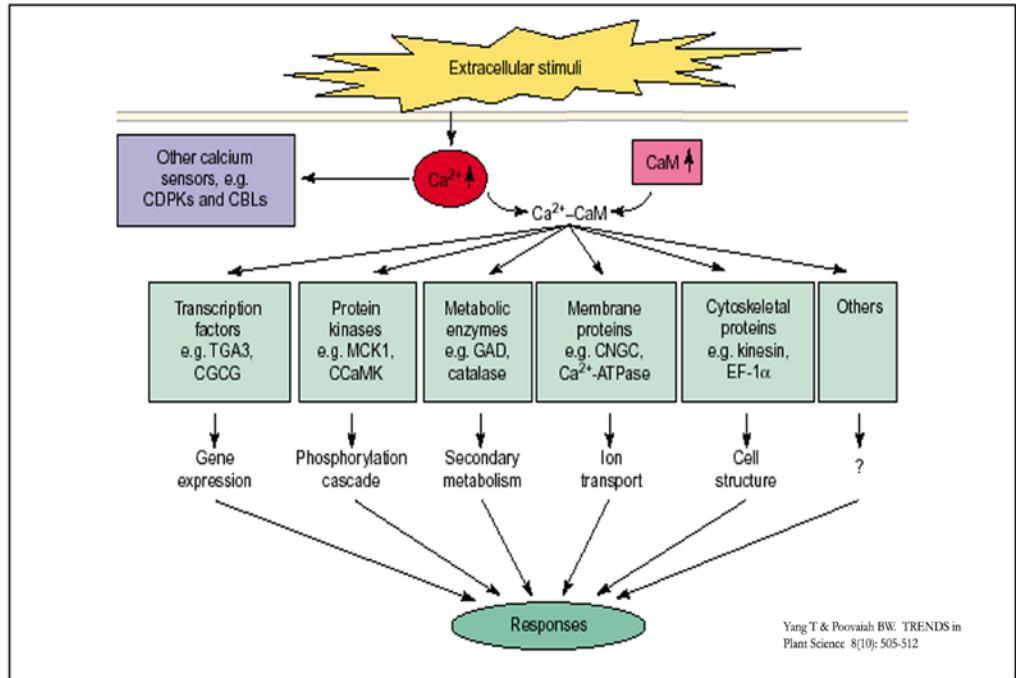 Extracellular stimuli
Other calcium
sensors, e.g.
CDPKs and CBLs
Ca²⁺
CaM
Ca²⁺–CaM
Transcription
factors
e.g. TGA3,
CGCG
Protein
kinases
e.g. MCK1,
CCaMK
Metabolic
enzymes
e.g. GAD,
catalase
Membrane
proteins
e.g. CNGC,
Ca²⁺-ATPase
Cytoskeletal
proteins
e.g. kinesin,
EF-1α
Others
Gene
expression
Phosphorylation
cascade
Secondary
metabolism
Ion
transport
Cell
structure
?
Responses
Yang T & Poovaiah BW. TRENDS in
Plant Science 8(10): 505-512